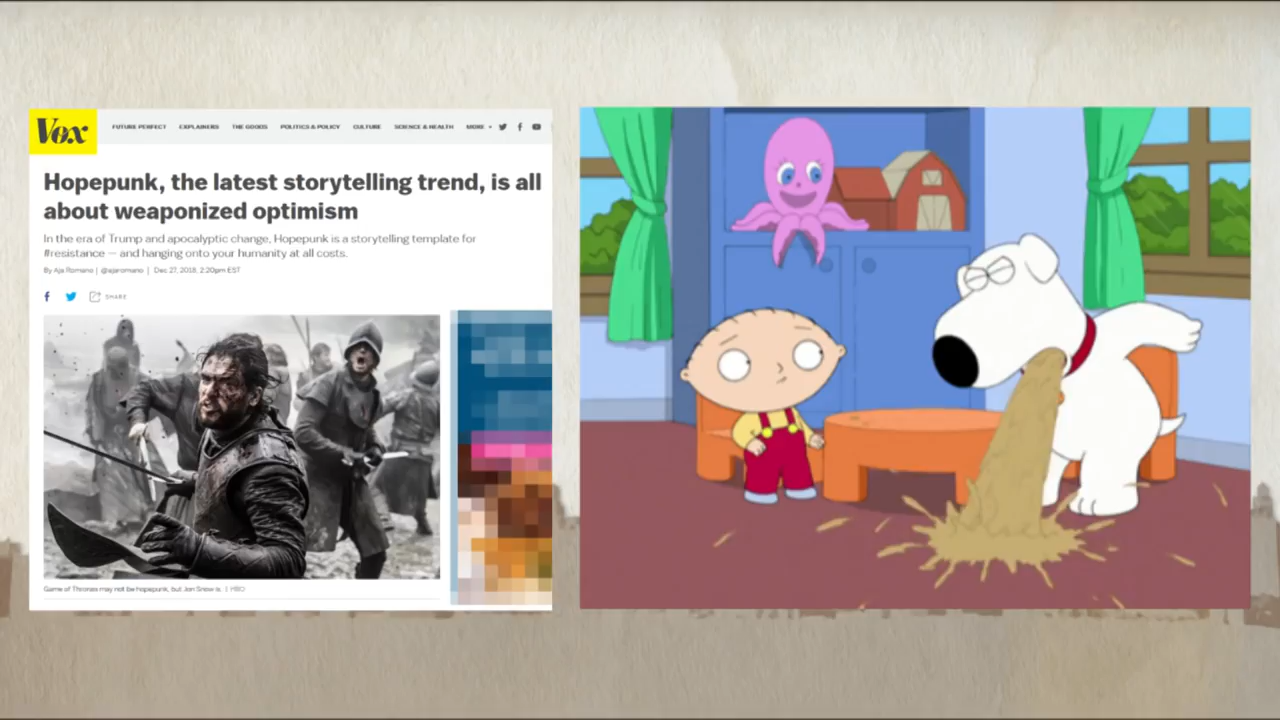 Vox
FUTURE PERFECT EXPLAINERS THE GOODS POLITICS & POLICY CULTURE SCIENCE & HEALTH MORE
Hopepunk, the latest storytelling trend, is all
about weaponized optimism
In the era of Trump and apocalyptic change, Hopepunk is a storytelling template for
#resistance — and hanging onto your humanity at all costs.
By Aja Romano | @ajaromano | Dec 27, 2018, 2:20pm EST
SHARE
Game of Thrones may not be hopepunk, but Jon Snow is. | HBO